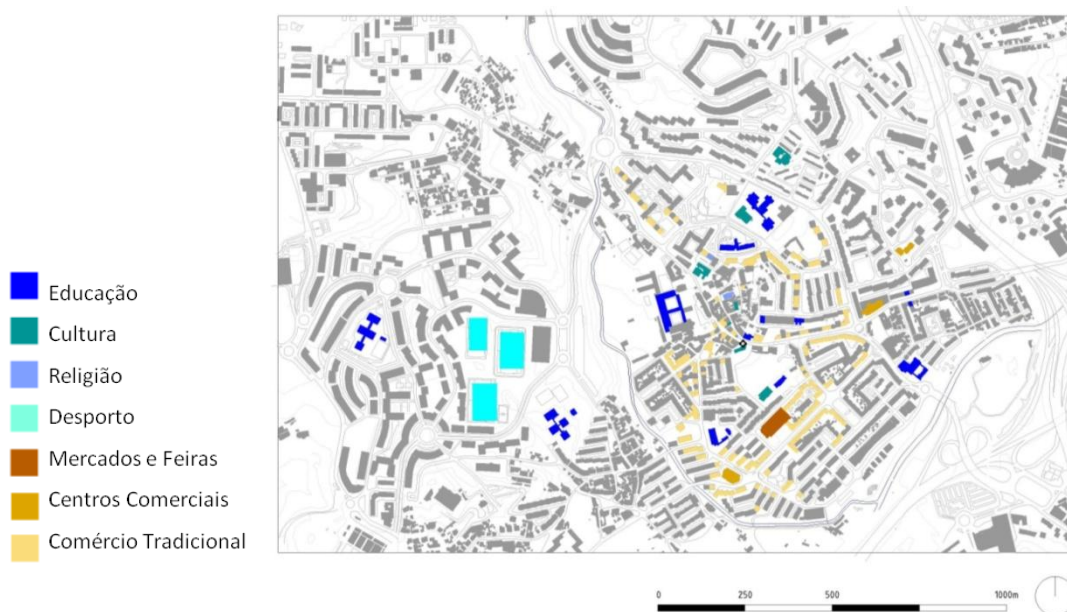 Educação
Cultura
Religião
Desporto
Mercados e Feiras
Centros Comerciais
Comércio Tradicional
0
250
500
1000m